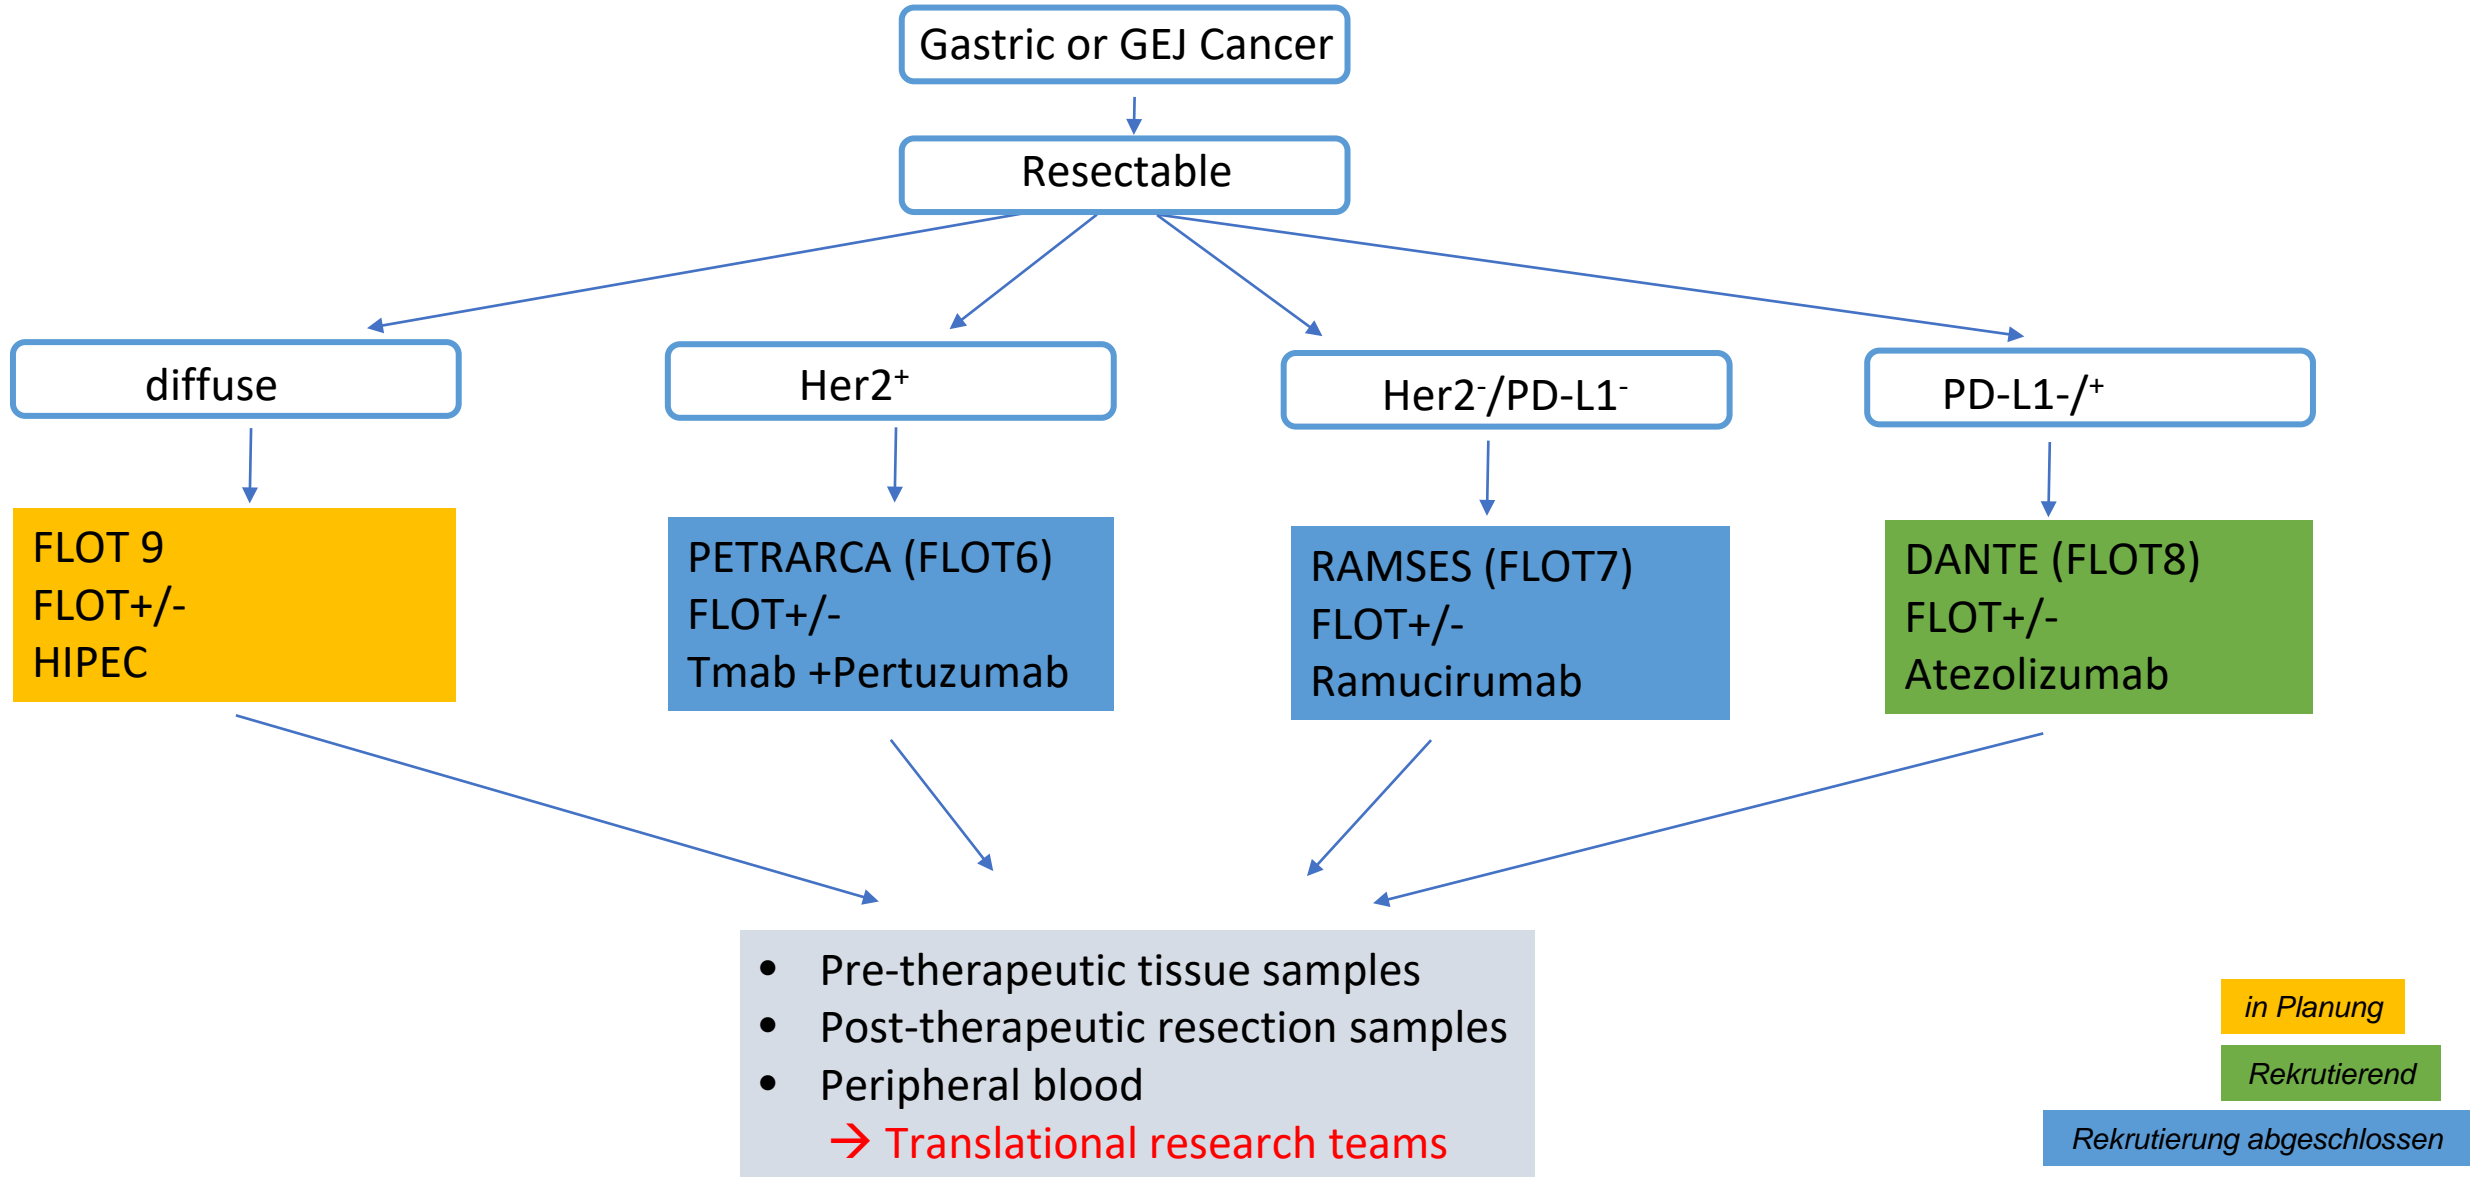 Gastric or GEJ Cancer
Resectable
diffuse
Her2⁺
Her2⁻/PD-L1⁻
PD-L1-/⁺
FLOT 9
FLOT+/-
HIPEC
PETRARCA (FLOT6)
FLOT+/-
Tmab +Pertuzumab
RAMSES (FLOT7)
FLOT+/-
Ramucirumab
DANTE (FLOT8)
FLOT+/-
Atezolizumab
• Pre-therapeutic tissue samples
• Post-therapeutic resection samples
• Peripheral blood
→ Translational research teams
in Planung
Rekrutierend
Rekrutierung abgeschlossen